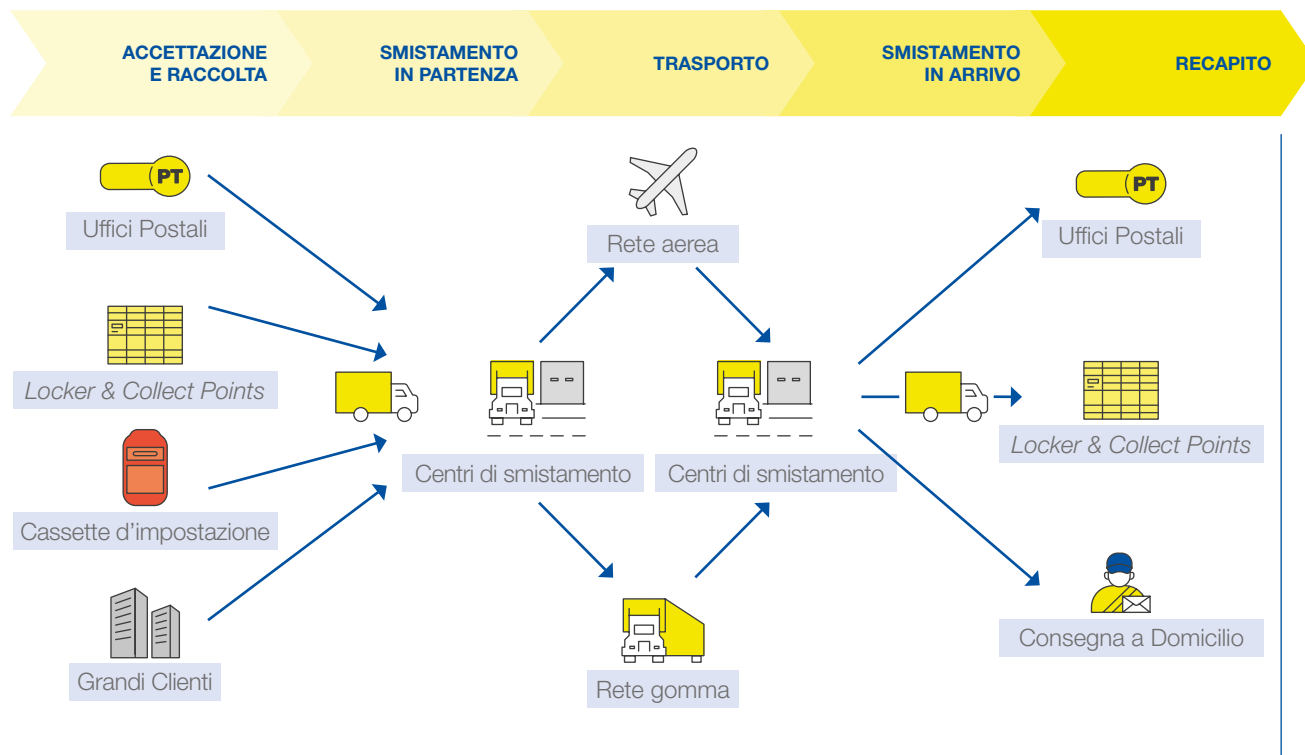 ACCETTAZIONE
E RACCOLTA
SMISTAMENTO
IN PARTENZA
TRASPORTO
SMISTAMENTO
IN ARRIVO
RECAPITO
PT
Uffici Postali
Locker & Collect Points
Cassette d’impostazione
Grandi Clienti
Centri di smistamento
Rete aerea
Rete gomma
Centri di smistamento
PT
Uffici Postali
Locker & Collect Points
Consegna a Domicilio